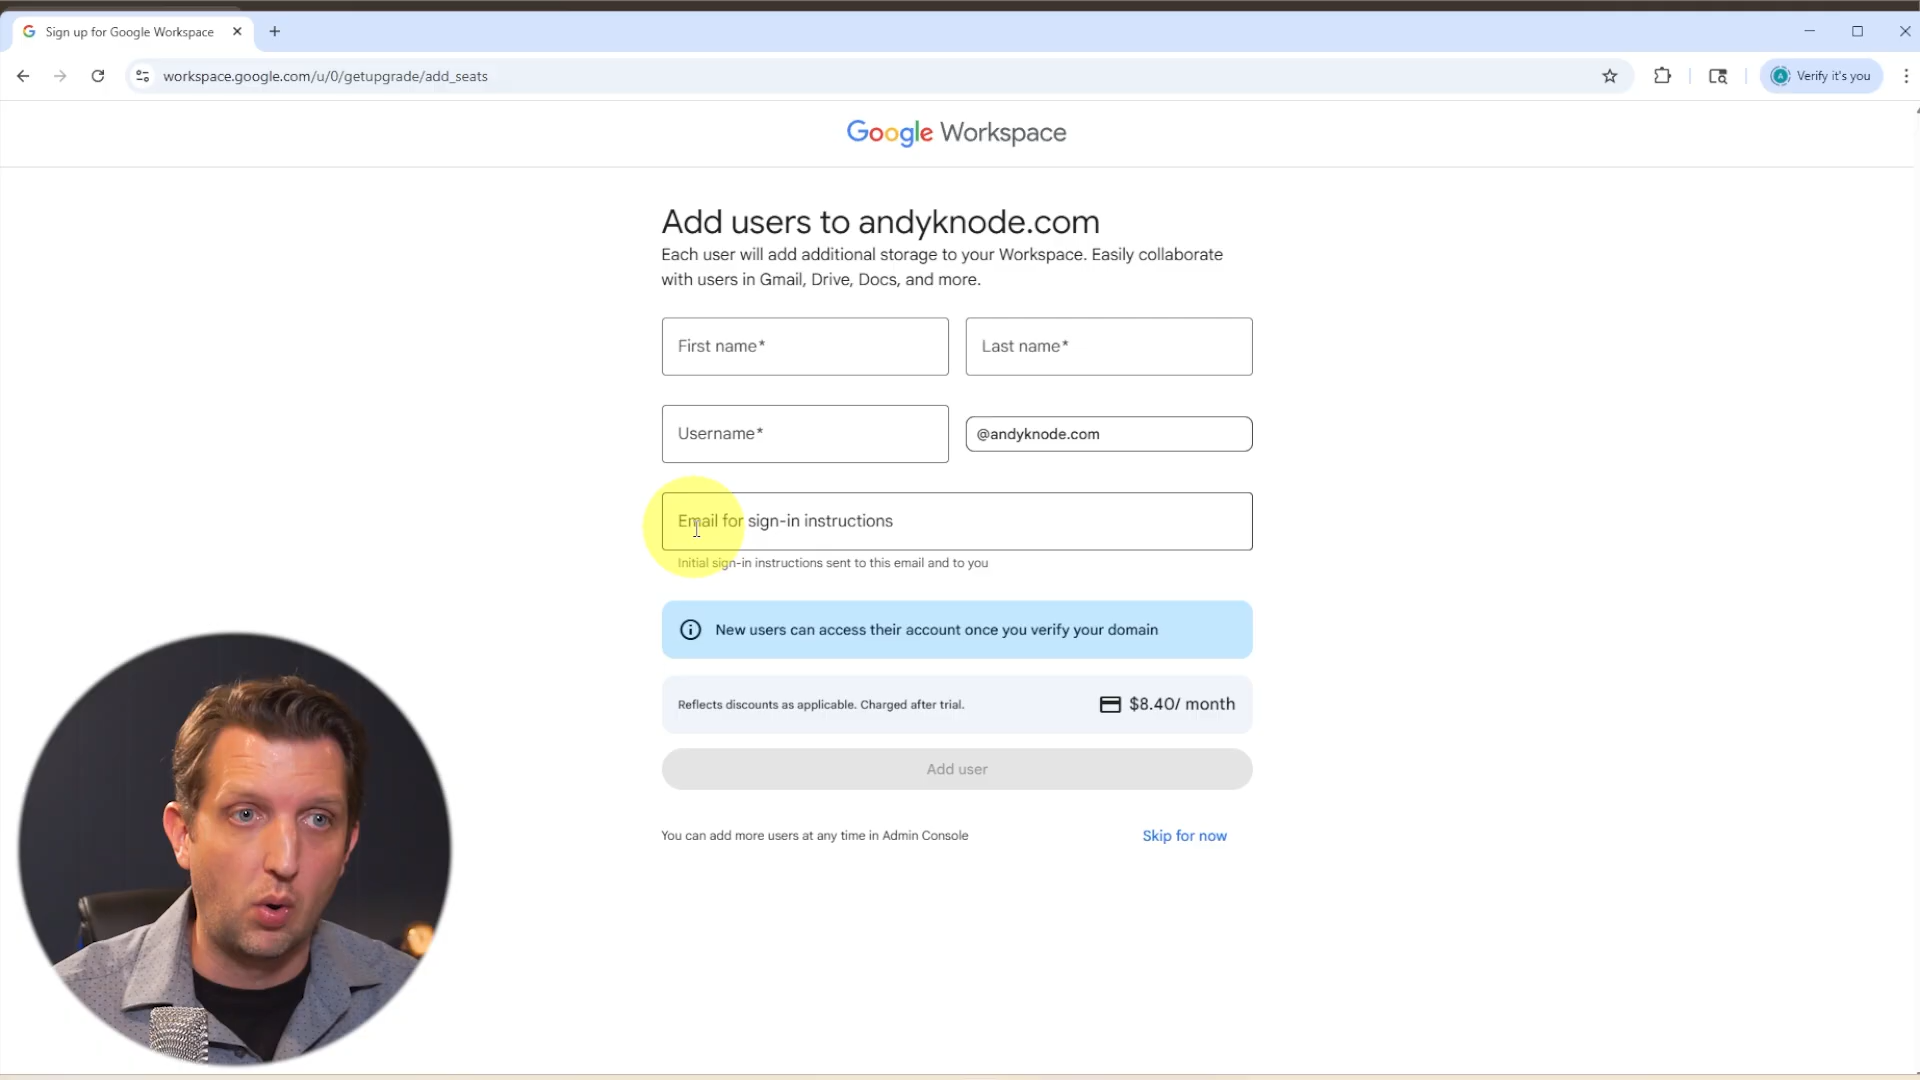 Sign up for Google Workspace
workspace.google.com/u/0/getupgrade/add_seats
A
Verify it's you
Google Workspace
Add users to andyknode.com
Each user will add additional storage to your Workspace. Easily collaborate
with users in Gmail, Drive, Docs, and more.
First name*
Last name*
Username*
@andyknode.com
Email for sign-in instructions
Initial sign-in instructions sent to this email and to you
New users can access their account once you verify your domain
Reflects discounts as applicable. Charged after trial.
$8.40/ month
Add user
You can add more users at any time in Admin Console
Skip for now